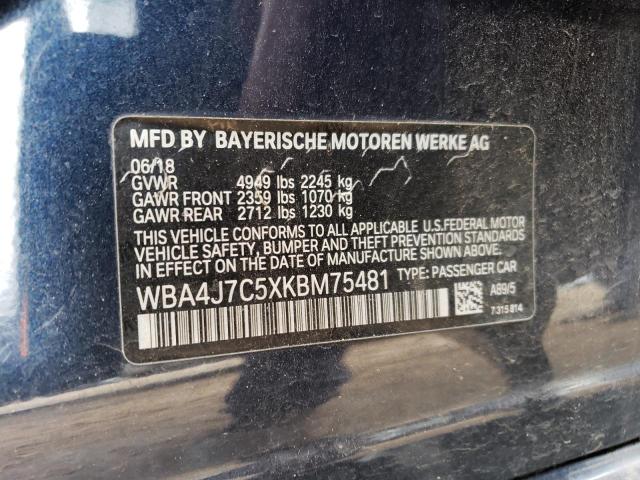 MFD BY BAYERISCHE MOTOREN WERKE AG
06/18
GVWR 4949 lbs 2245 kg
GAWR FRONT 2359 lbs 1070 kg
GAWR REAR 2712 lbs 1230 kg
THIS VEHICLE CONFORMS TO ALL APPLICABLE U.S.FEDERAL MOTOR
VEHICLE SAFETY, BUMPER AND THEFT PREVENTION STANDARDS
IN EFFECT ON THE DATE OF MANUFACTURE SHOWN ABOVE.
WBA4J7C5XKBM75481 TYPE: PASSENGER CAR
A89/5
7315814